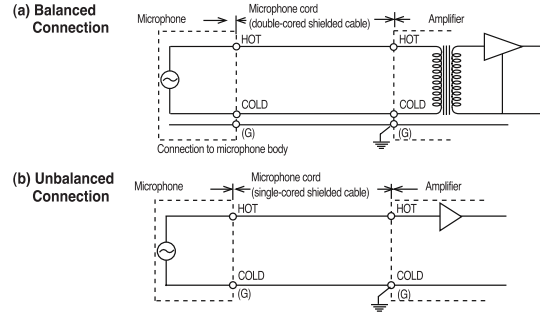 (a) Balanced
Connection
Microphone
Microphone cord
(double-cored shielded cable)
Amplifier
HOT
HOT
COLD
COLD
(G)
(G)
Connection to microphone body
(b) Unbalanced
Connection
Microphone
Microphone cord
(single-cored shielded cable)
Amplifier
HOT
HOT
COLD
COLD
(G)
(G)